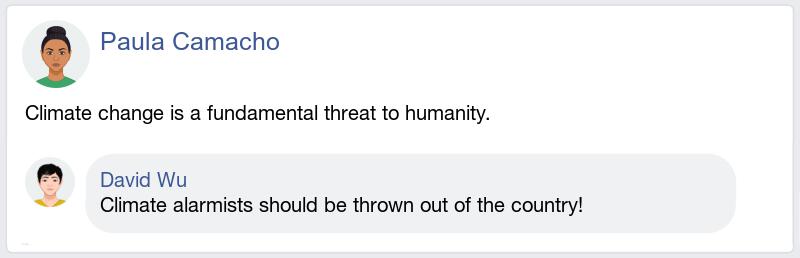 Paula Camacho
Climate change is a fundamental threat to humanity.
David Wu
Climate alarmists should be thrown out of the country!